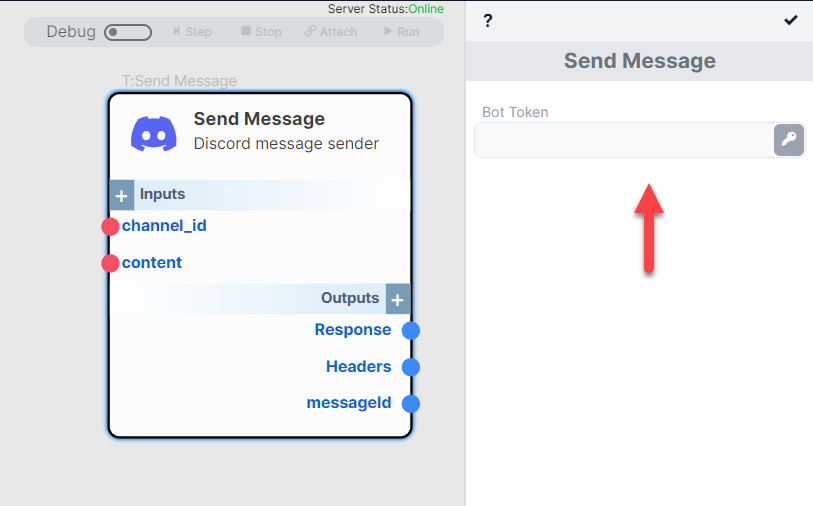 Server Status:Online
Debug Step Stop Attach Run
T:Send Message
Send Message
Discord message sender
+ Inputs
channel_id
content
Outputs +
Response
Headers
messageId
?
Send Message
Bot Token